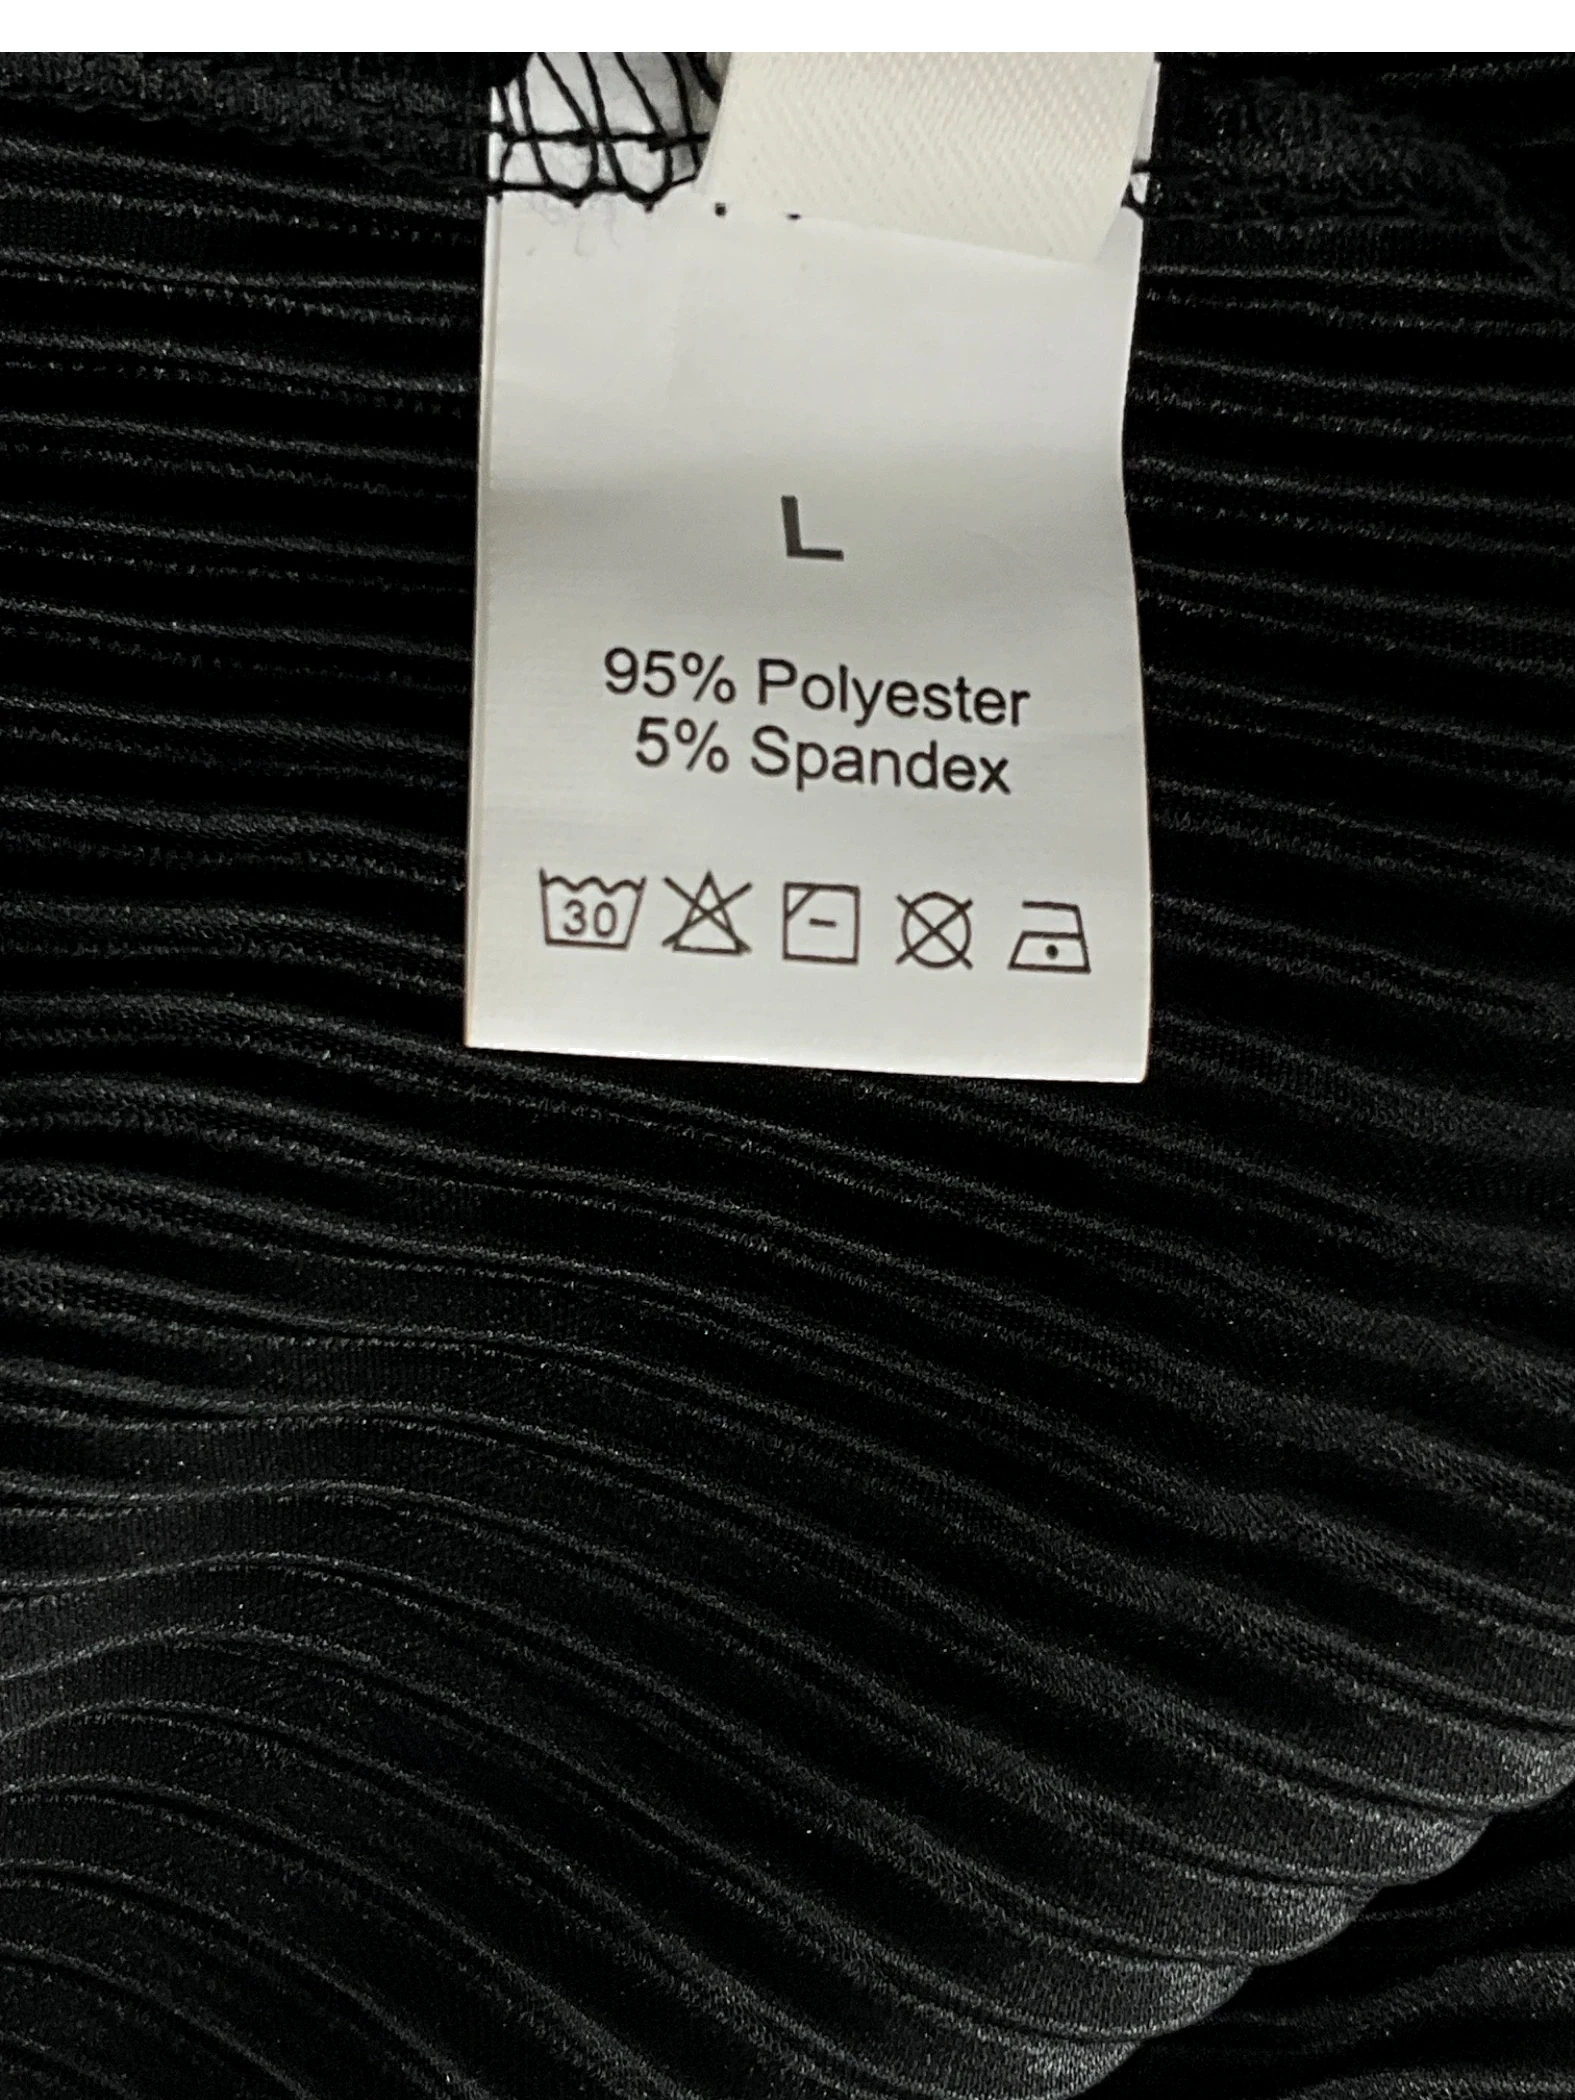 L
95% Polyester
5% Spandex
30